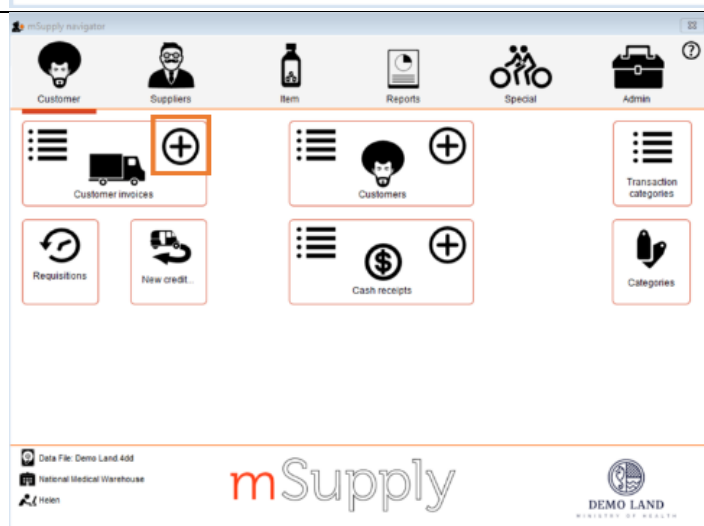 mSupply navigator
?
Customer
Suppliers
Item
Reports
Special
Admin
Customer invoices
Customers
Transaction
categories
Requisitions
New credit...
$
Cash receipts
Categories
Data File: Demo Land.4dd
National Medical Warehouse
Helen
mSupply
DEMO LAND
MINISTRY OF HEALTH